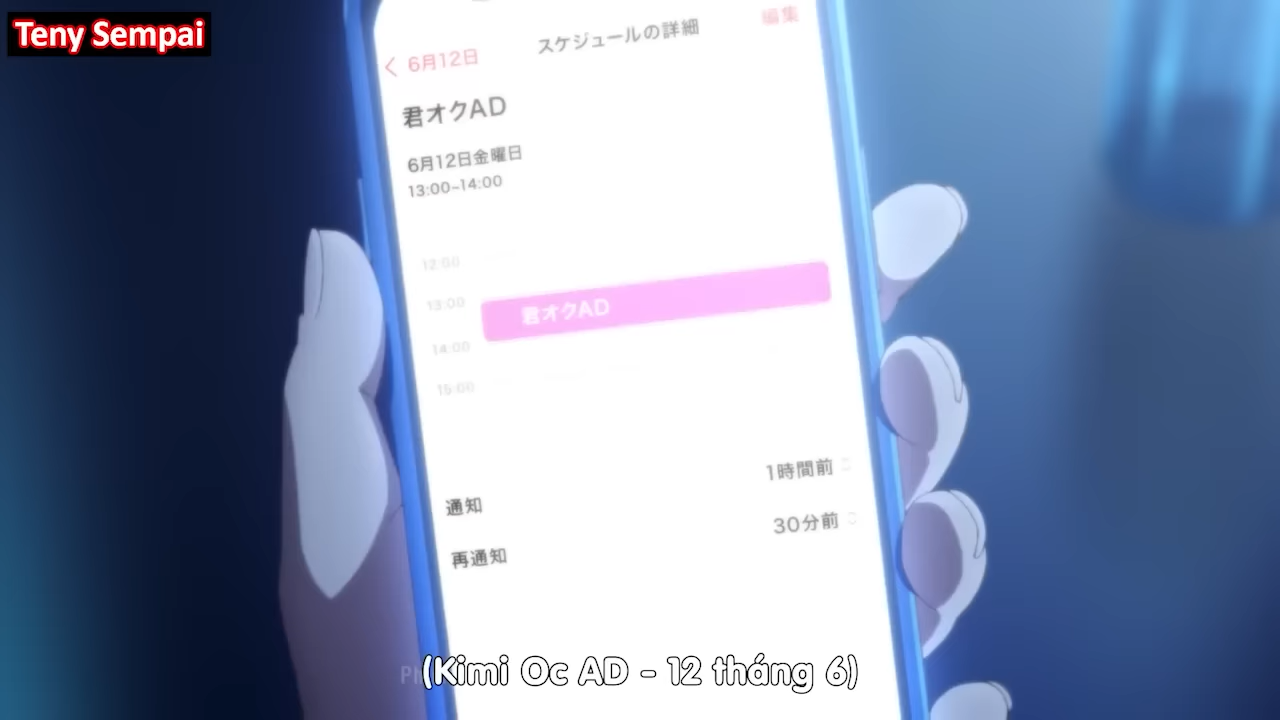 Teny Sempai
6月12日 スケジュールの詳細 編集
君オクAD
6月12日金曜日
13:00~14:00
12:00
13:00 君オクAD
14:00
15:00
通知 1時間前
再通知 30分前
(Kimi Oc AD - 12 tháng 6)